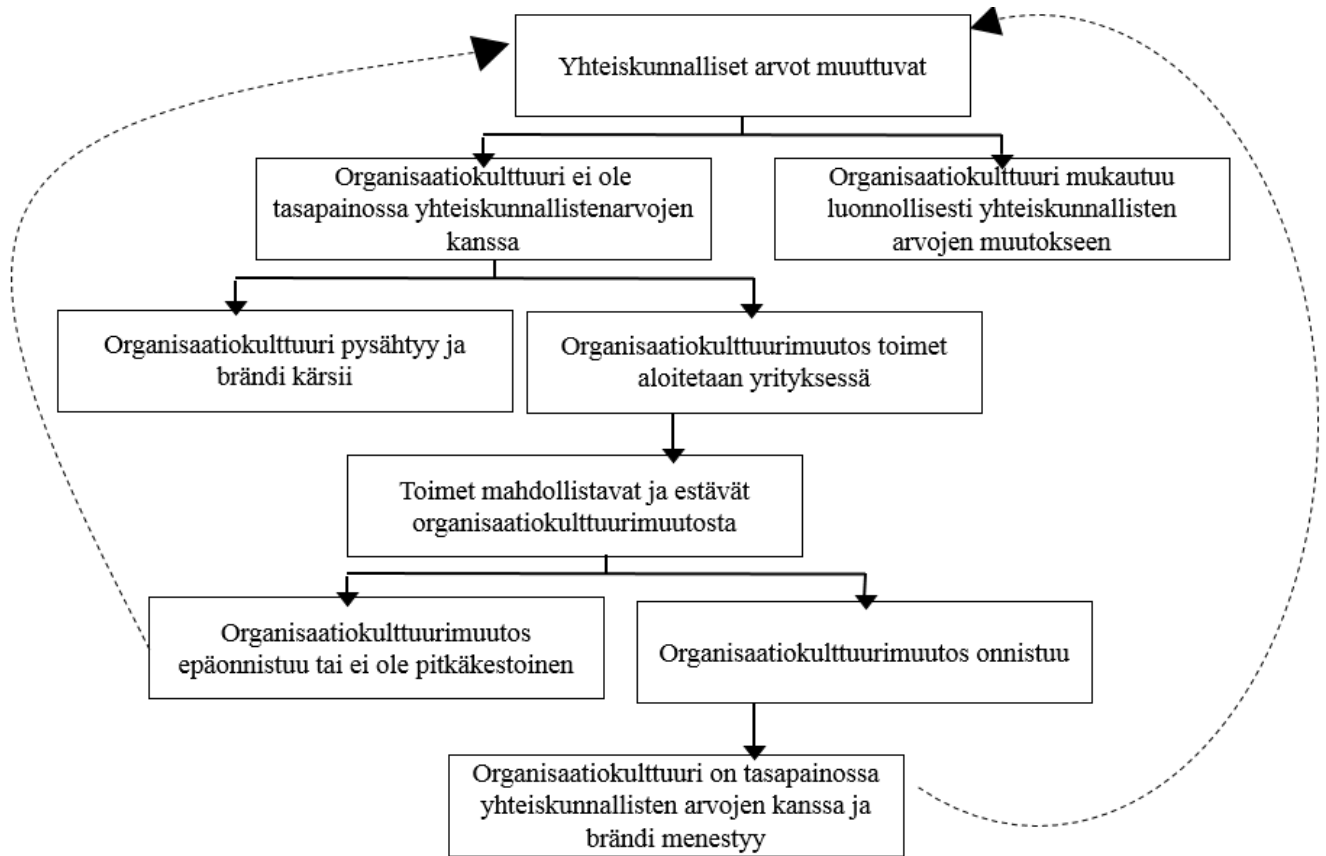 Yhteiskunnalliset arvot muuttuvat
Organisaatiokulttuuri ei ole
tasapainossa yhteiskunnallistenarvojen
kanssa
Organisaatiokulttuuri mukautuu
luonnollisesti yhteiskunnallisten
arvojen muutokseen
Organisaatiokulttuuri pysähtyy ja
brändi kärsii
Organisaatiokulttuurimuutos toimet
aloitetaan yrityksessä
Toimet mahdollistavat ja estävät
organisaatiokulttuurimuutosta
Organisaatiokulttuurimuutos
epäonnistuu tai ei ole pitkäkestoinen
Organisaatiokulttuurimuutos onnistuu
Organisaatiokulttuuri on tasapainossa
yhteiskunnallisten arvojen kanssa ja
brändi menestyy